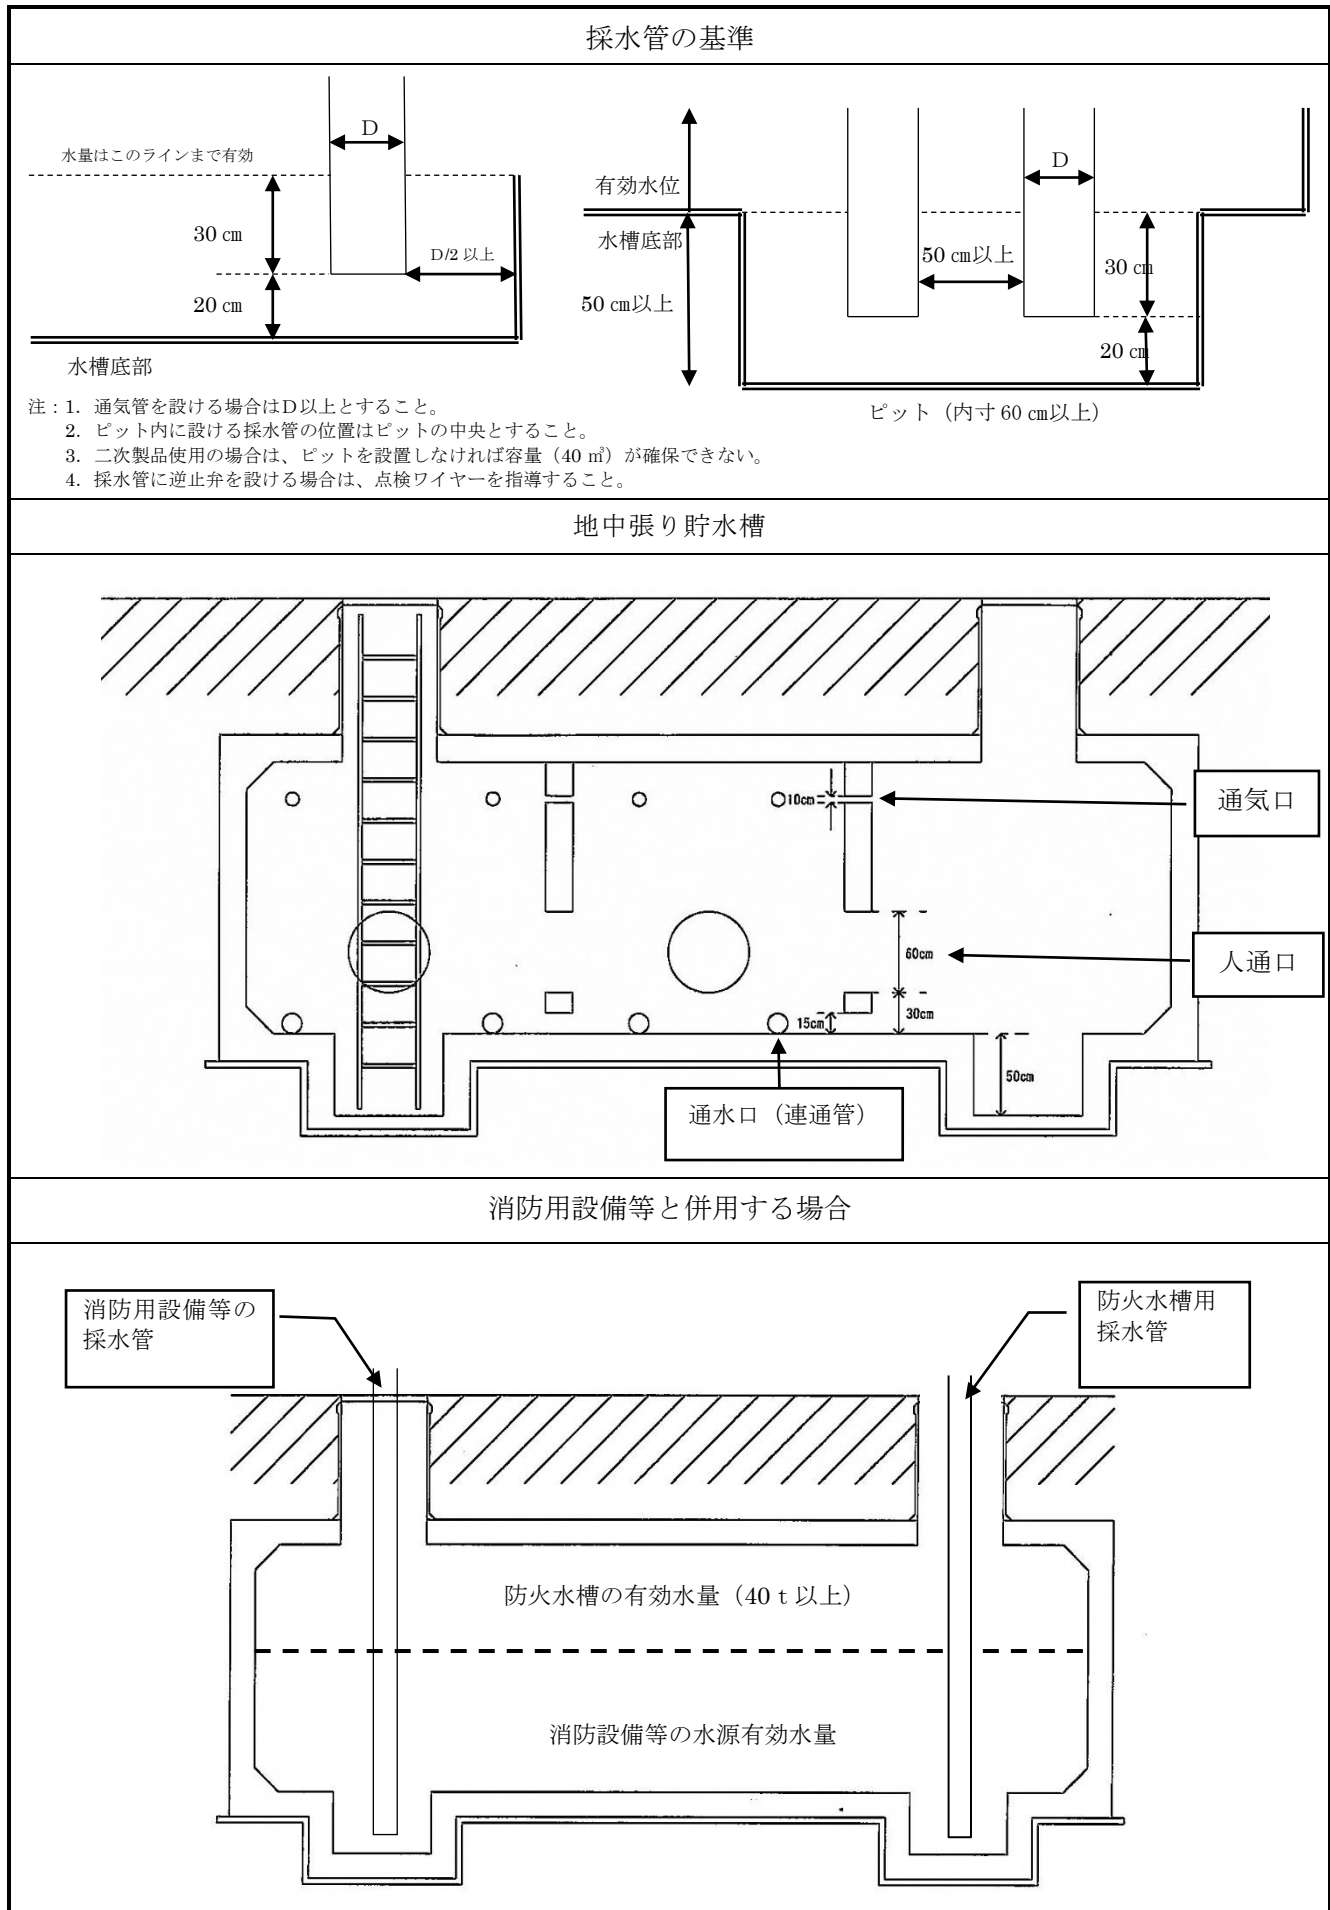 採水管の基準
D
水量はこのラインまで有効
30 ㎝
D/2 以上
20 ㎝
水槽底部
有効水位
水槽底部
50 ㎝以上
D
50 ㎝以上
30 ㎝
20 ㎝
ピット（内寸 60 ㎝以上）
注：1．通気管を設ける場合はＤ以上とすること。
2．ピット内に設ける採水管の位置はピットの中央とすること。
3．二次製品使用の場合は、ピットを設置しなければ容量（40 ㎥）が確保できない。
4．採水管に逆止弁を設ける場合は、点検ワイヤーを指導すること。
地中張り貯水槽
10cm
通気口
60cm
人通口
15cm
30cm
50cm
通水口（連通管）
消防用設備等と併用する場合
消防用設備等の
採水管
防火水槽用
採水管
防火水槽の有効水量（40ｔ以上）
消防設備等の水源有効水量